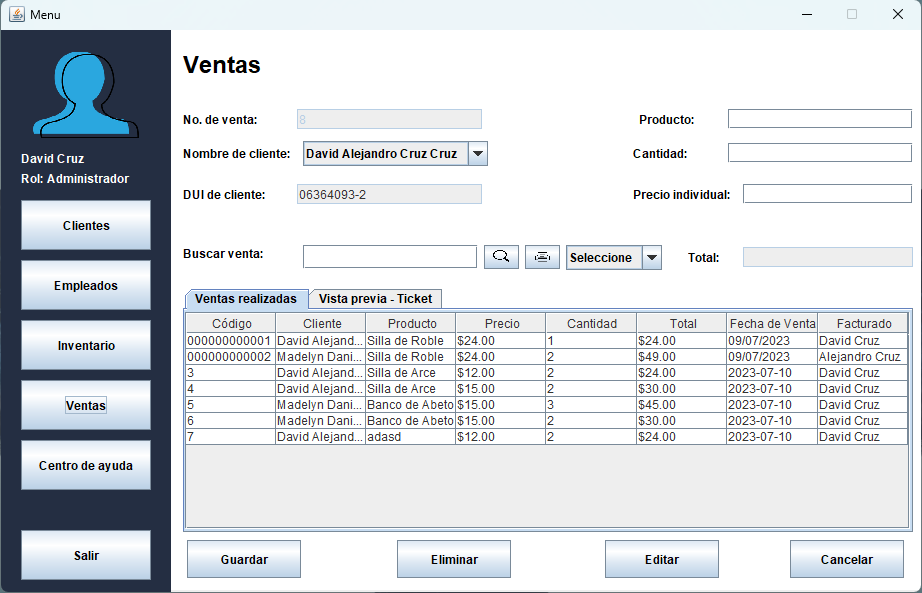 Menu
David Cruz
Rol: Administrador
Clientes
Empleados
Inventario
Ventas
Centro de ayuda
Salir
Ventas
No. de venta: 8
Producto:
Nombre de cliente: David Alejandro Cruz Cruz
Cantidad:
DUI de cliente: 06364093-2
Precio individual:
Buscar venta: Seleccione Total:
Ventas realizadas Vista previa - Ticket
Código Cliente Producto Precio Cantidad Total Fecha de Venta Facturado
000000000001 David Alejand... Silla de Roble $24.00 1 $24.00 09/07/2023 David Cruz
000000000002 Madelyn Dani... Silla de Roble $24.00 2 $49.00 09/07/2023 Alejandro Cruz
3 David Alejand... Silla de Arce $12.00 2 $24.00 2023-07-10 David Cruz
4 David Alejand... Silla de Arce $15.00 2 $30.00 2023-07-10 David Cruz
5 Madelyn Dani... Banco de Abeto $15.00 3 $45.00 2023-07-10 David Cruz
6 Madelyn Dani... Banco de Abeto $15.00 2 $30.00 2023-07-10 David Cruz
7 David Alejand... adasd $12.00 2 $24.00 2023-07-10 David Cruz
Guardar Eliminar Editar Cancelar